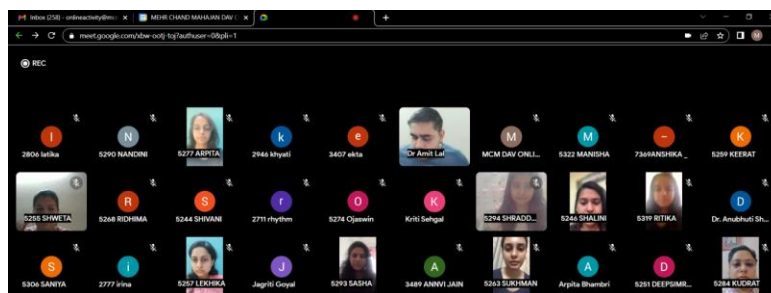 Inbox (258) - onlineactivity@mc
MEHR CHAND MAHAJAN DAV C
meet.google.com/xbw-ootj-toj?authuser=0&pli=1
M
REC
I N k e M M – K
2806 latika 5290 NANDINI 5277 ARPITA 2946 khyati 3407 ekta Dr Amit Lal MCM DAV ONLI... 5322 MANISHA 7369ANSHIKA _ 5259 KEERAT
R S r O K D
5255 SHWETA 5268 RIDHIMA 5244 SHIVANI 2711 rhythm 5274 Ojaswin Kriti Sehgal 5294 SHRADD... 5246 SHALINI 5319 RITIKA Dr. Anubhuti Sh...
S i J A A D
5306 SANIYA 2777 irina 5257 LEKHIKA Jagriti Goyal 5293 SASHA 3489 ANNVI JAIN 5263 SUKHMAN Arpita Bhambri 5251 DEEPSIMR... 5284 KUDRAT